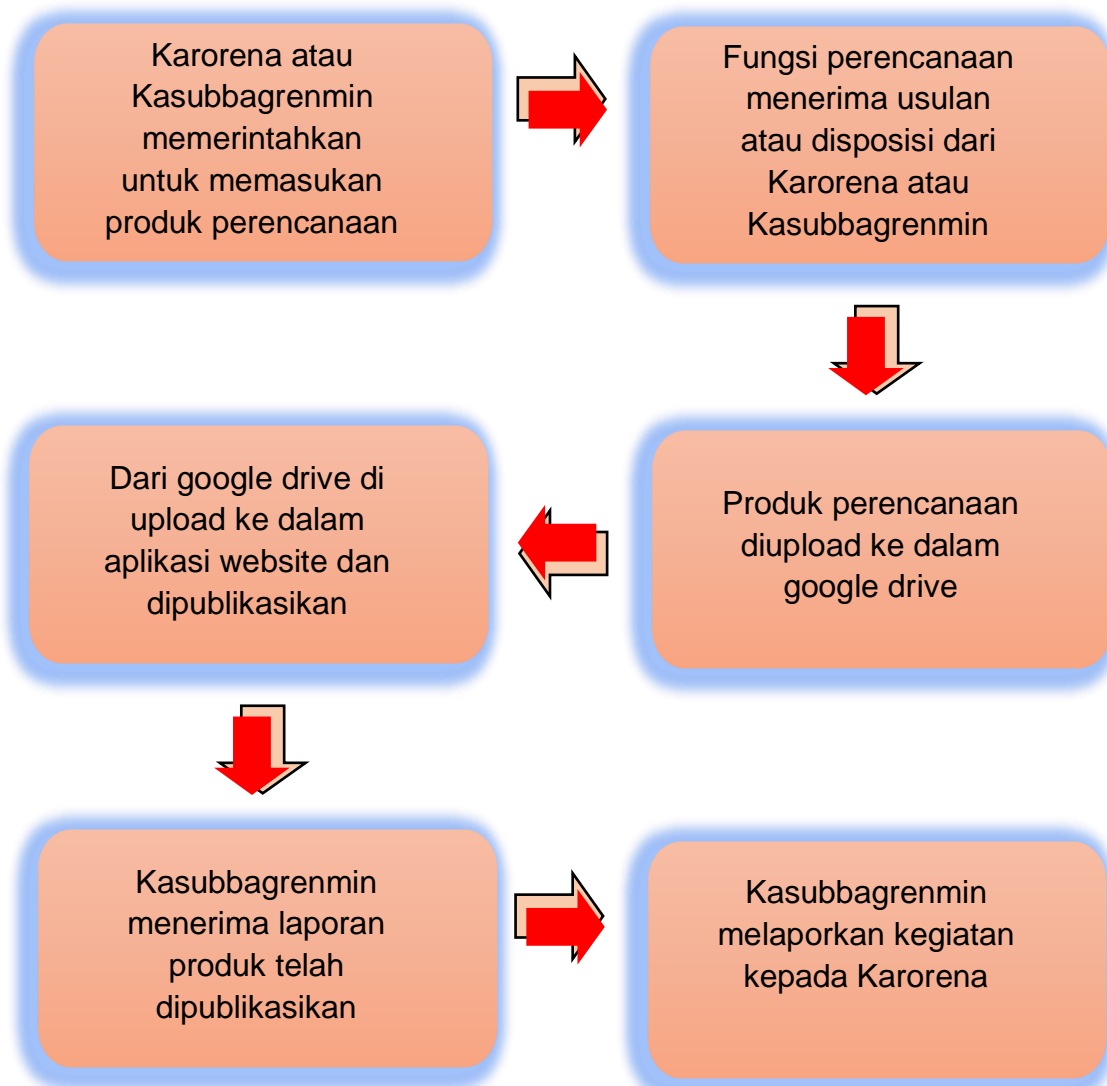 Karorena atau
Kasubbagrenmin
memerintahkan
untuk memasukan
produk perencanaan
Fungsi perencanaan
menerima usulan
atau disposisi dari
Karorena atau
Kasubbagrenmin
Produk perencanaan
diupload ke dalam
google drive
Dari google drive di
upload ke dalam
aplikasi website dan
dipublikasikan
Kasubbagrenmin
menerima laporan
produk telah
dipublikasikan
Kasubbagrenmin
melaporkan kegiatan
kepada Karorena